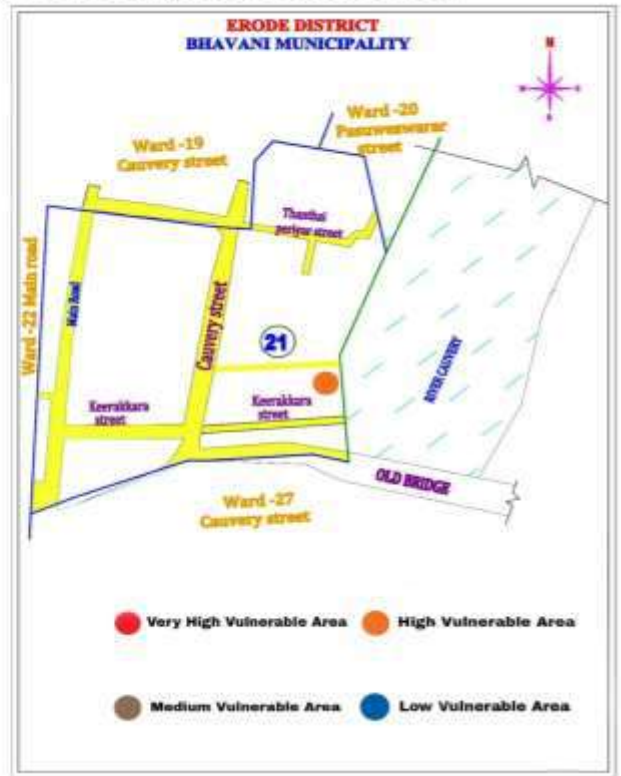 ERODE DISTRICT
BHAVANI MUNICIPALITY
N
Ward -20
Pasuweswarar
street
Ward -19
Cauvery street
Thanthai
periyar street
Ward -22 Main road
Main Road
Cauvery street
21
RIVER CAUVERY
Keerakkara
street
Keerakkara
street
OLD BRIDGE
Ward -27
Cauvery street
Very High Vulnerable Area
High Vulnerable Area
Medium Vulnerable Area
Low Vulnerable Area